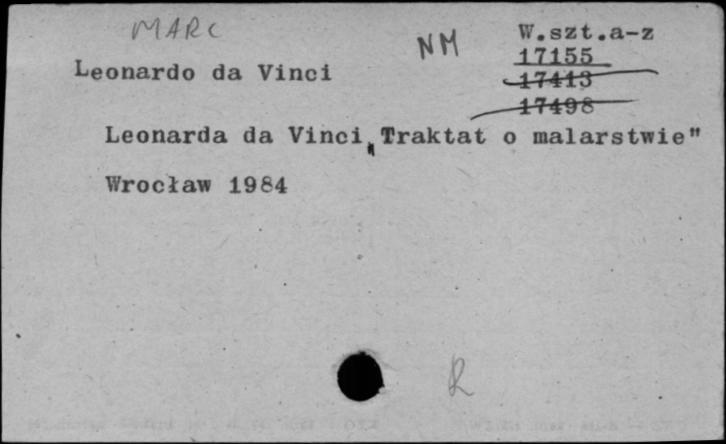 MARC
NM
W.szt.a-z
17155
17413
17498
Leonardo da Vinci
Leonarda da Vinci „Traktat o malarstwie"
Wrocław 1984
R